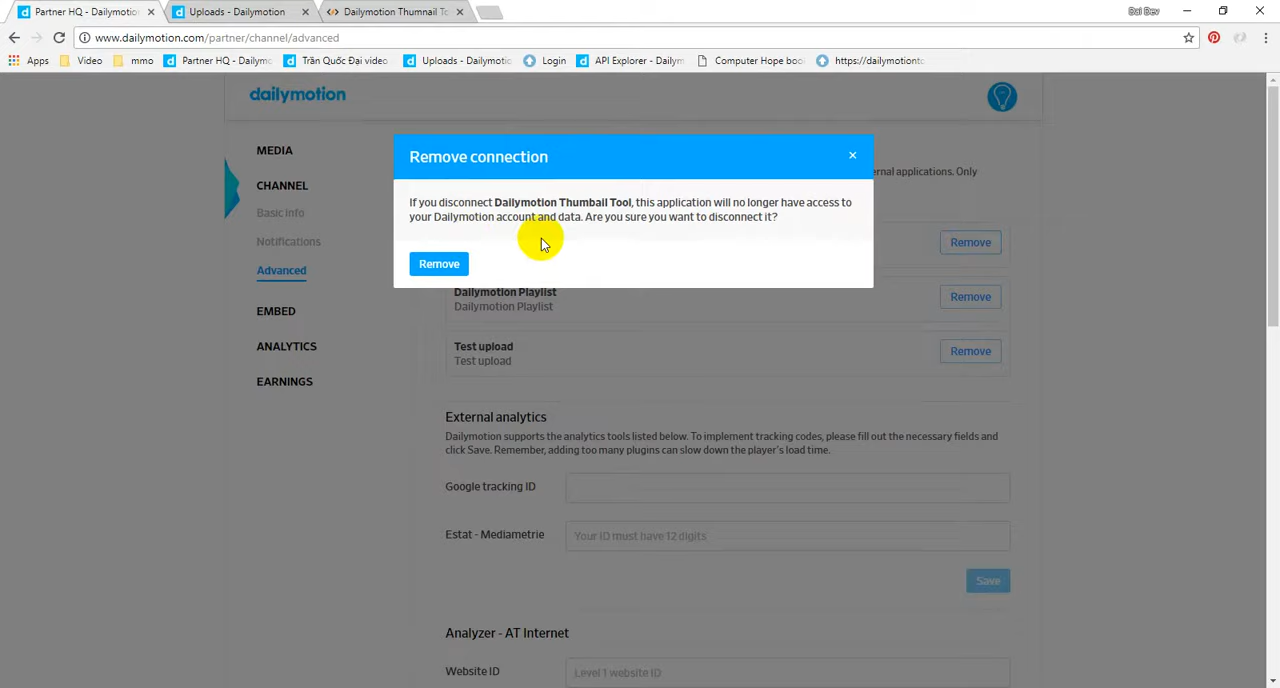 Partner HQ - Dailymotion
Uploads - Dailymotion
Dailymotion Thumnail To
Dai Dev
www.dailymotion.com/partner/channel/advanced
Apps
Video
mmo
Partner HQ - Dailymo
Trần Quốc Đại video
Uploads - Dailymotio
Login
API Explorer - Dailym
Computer Hope boo
https://dailymotionto
dailymotion
MEDIA
CHANNEL
Basic info
Notifications
Advanced
EMBED
ANALYTICS
EARNINGS
Remove connection
ernal applications. Only
If you disconnect Dailymotion Thumbail Tool, this application will no longer have access to
your Dailymotion account and data. Are you sure you want to disconnect it?
Remove
Remove
Dailymotion Playlist
Dailymotion Playlist
Remove
Test upload
Test upload
Remove
External analytics
Dailymotion supports the analytics tools listed below. To implement tracking codes, please fill out the necessary fields and
click Save. Remember, adding too many plugins can slow down the player's load time.
Google tracking ID
Estat - Mediametrie
Your ID must have 12 digits
Save
Analyzer - AT Internet
Website ID
Level 1 website ID